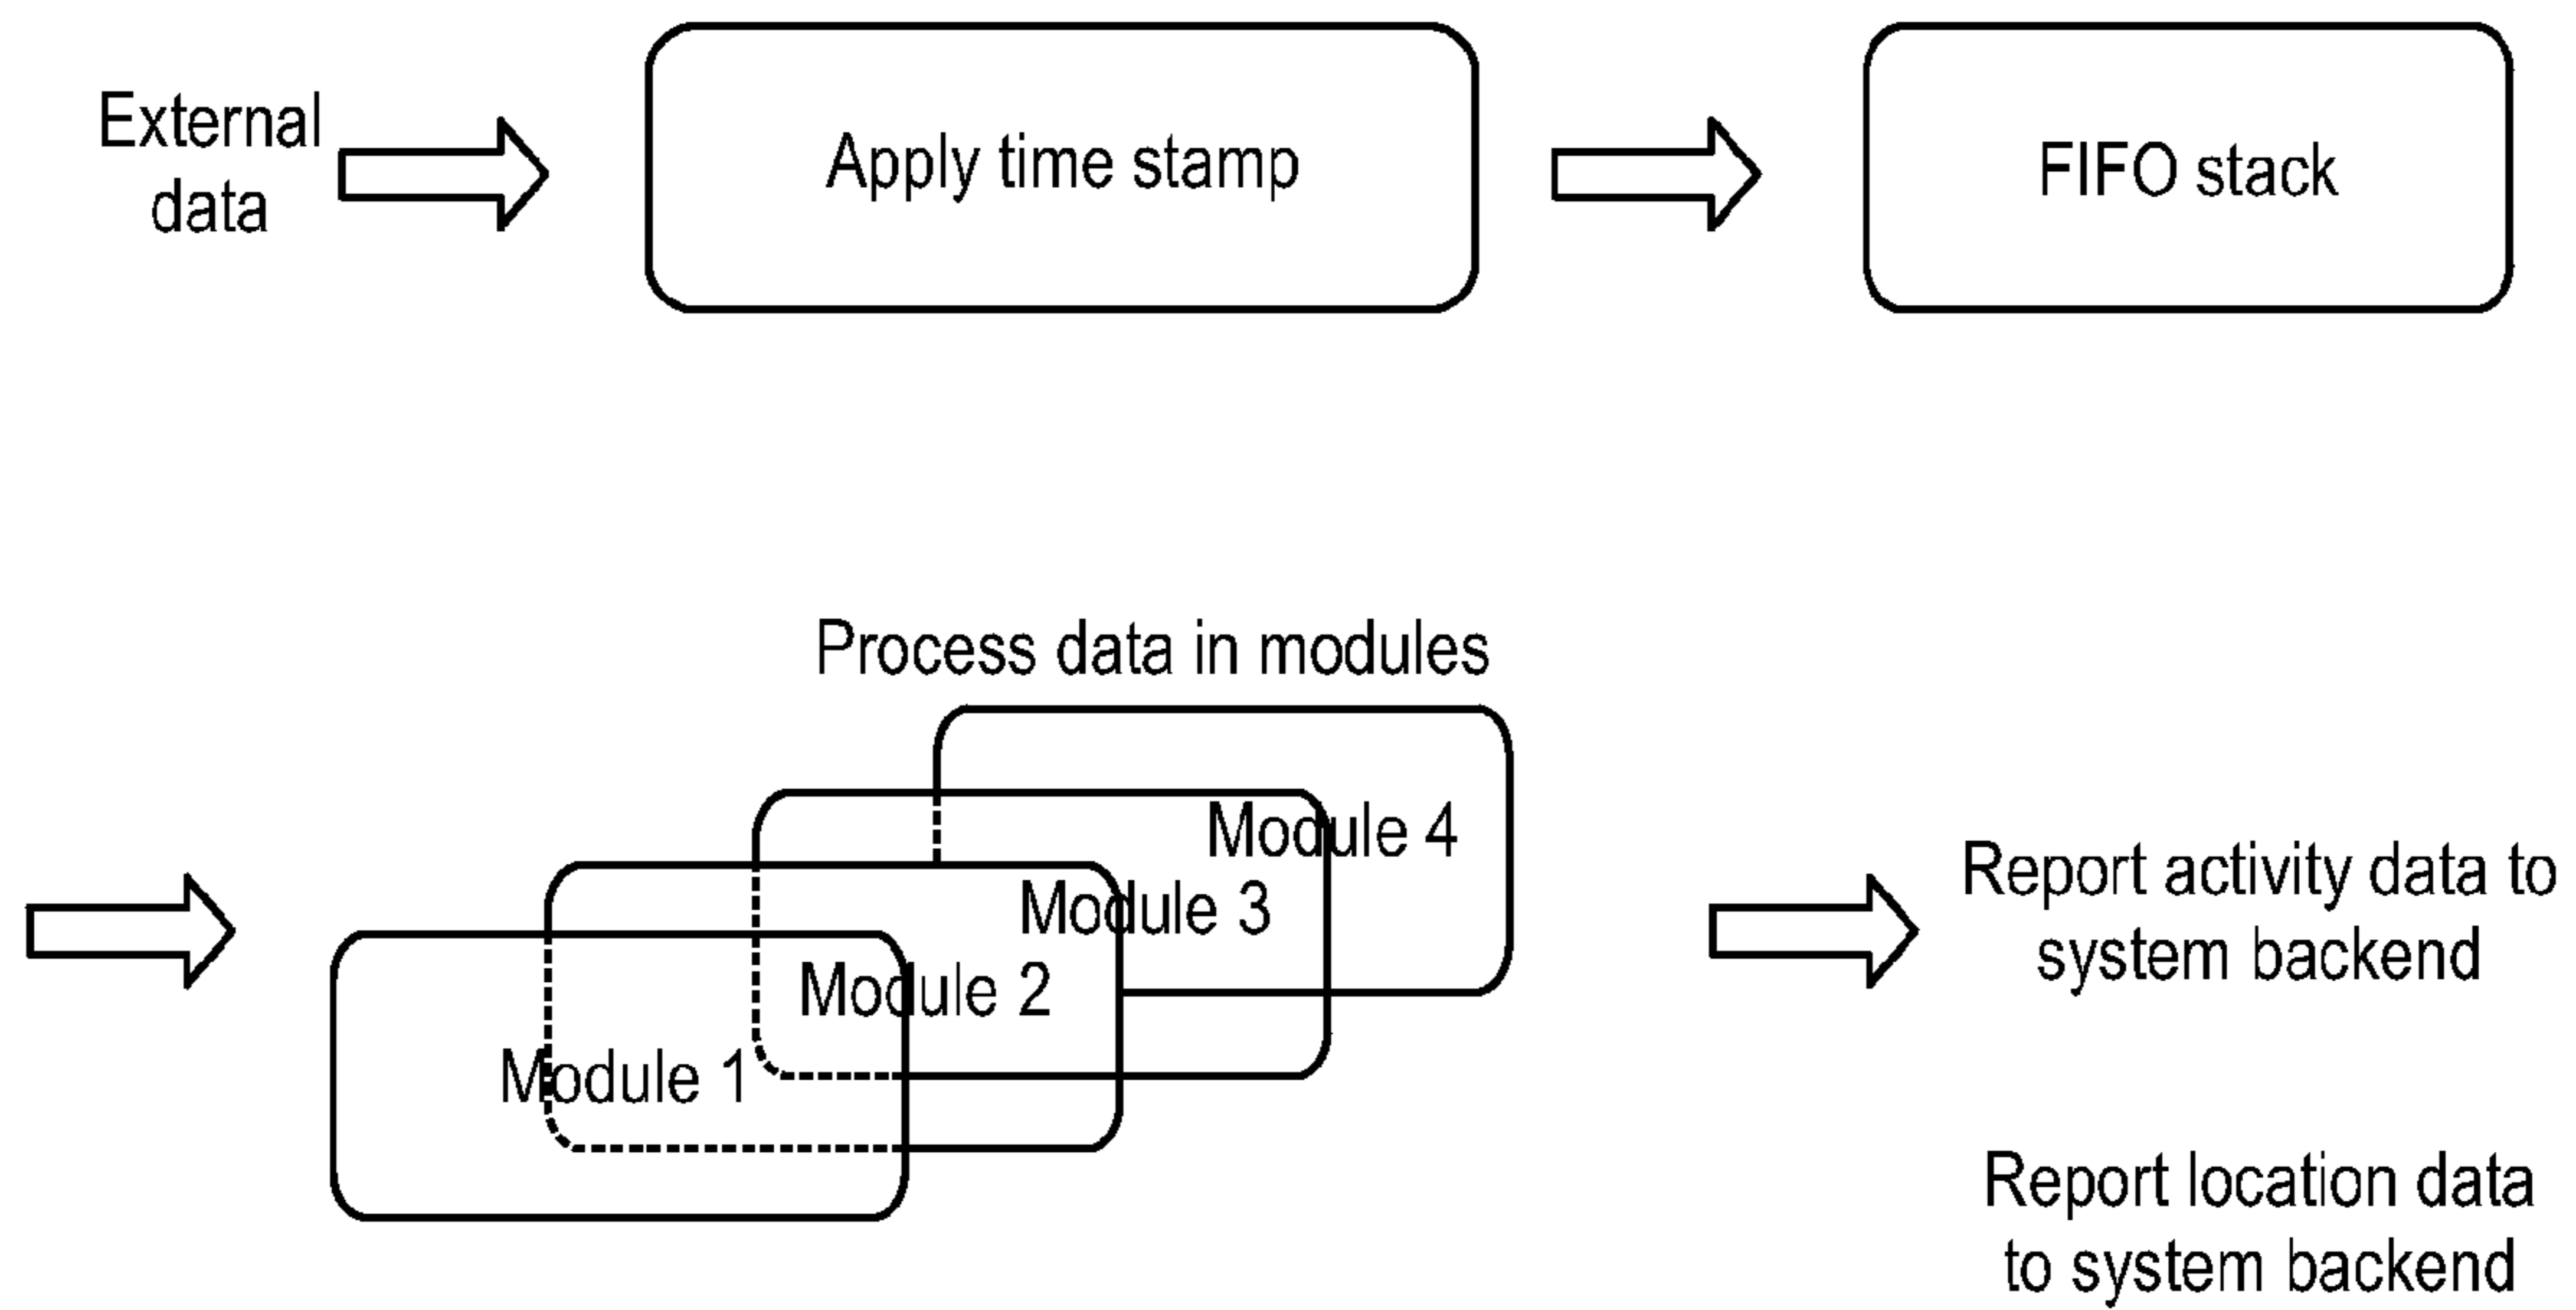 External
data
Apply time stamp
FIFO stack
Process data in modules
Module 4
Module 3
Module 2
Module 1
Report activity data to
system backend
Report location data
to system backend